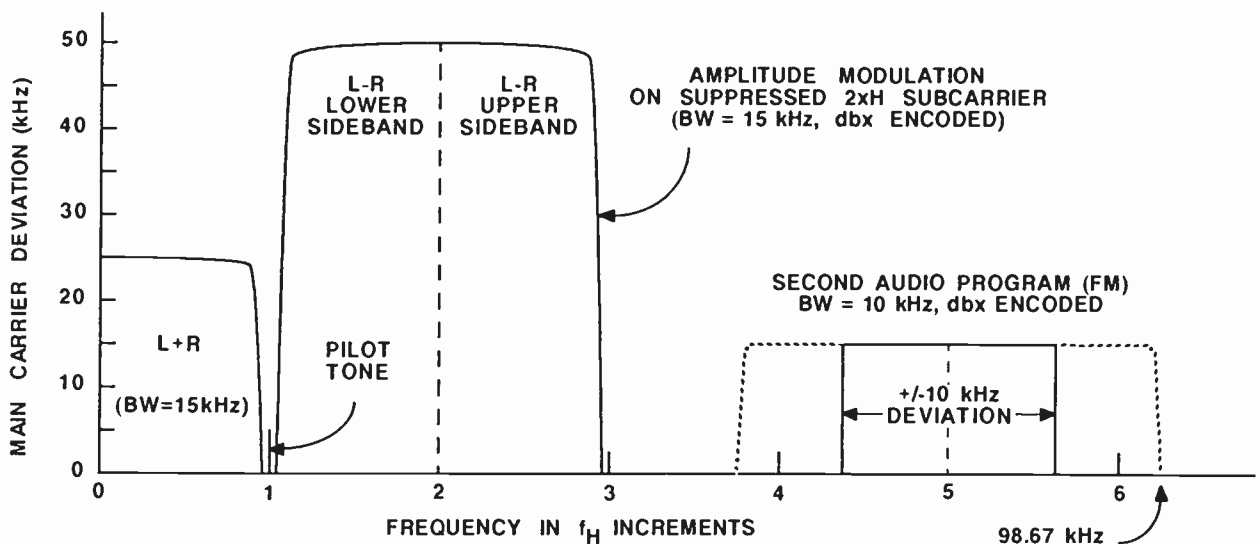 MAIN CARRIER DEVIATION (kHz)
50
40
30
20
10
0
L+R
(BW=15kHz)
PILOT
TONE
L-R
LOWER
SIDEBAND
L-R
UPPER
SIDEBAND
AMPLITUDE MODULATION
ON SUPPRESSED 2xH SUBCARRIER
(BW = 15 kHz, dbx ENCODED)
SECOND AUDIO PROGRAM (FM)
BW = 10 kHz, dbx ENCODED
+/-10 kHz
DEVIATION
0 1 2 3 4 5 6
FREQUENCY IN fH INCREMENTS
98.67 kHz